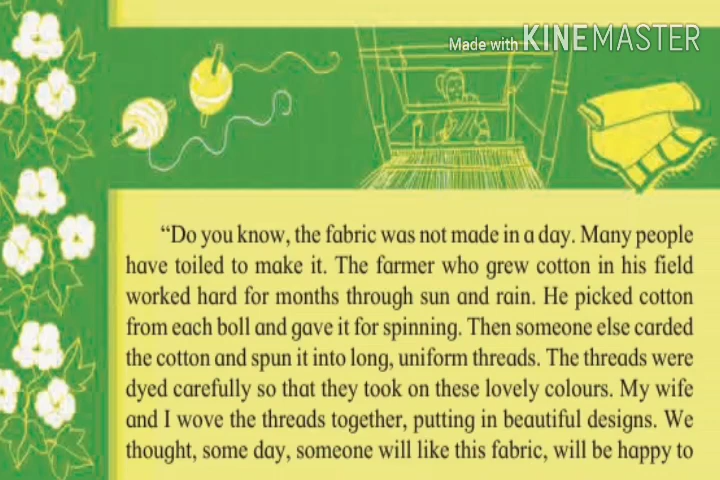 Made with KINEMASTER
“Do you know, the fabric was not made in a day. Many people
have toiled to make it. The farmer who grew cotton in his field
worked hard for months through sun and rain. He picked cotton
from each boll and gave it for spinning. Then someone else carded
the cotton and spun it into long, uniform threads. The threads were
dyed carefully so that they took on these lovely colours. My wife
and I wove the threads together, putting in beautiful designs. We
thought, some day, someone will like this fabric, will be happy to